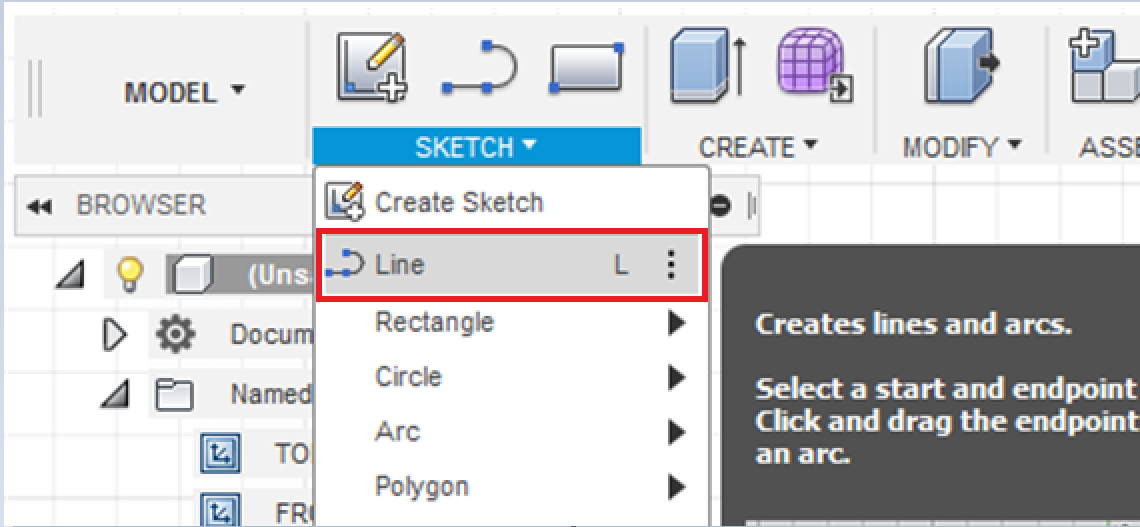 MODEL
SKETCH
CREATE
MODIFY
ASSE
BROWSER
Create Sketch
(Uns
Line L
Docum
Rectangle
Named
Circle
Arc
TO
Polygon
FRO
Creates lines and arcs.
Select a start and endpoint
Click and drag the endpoint
an arc.